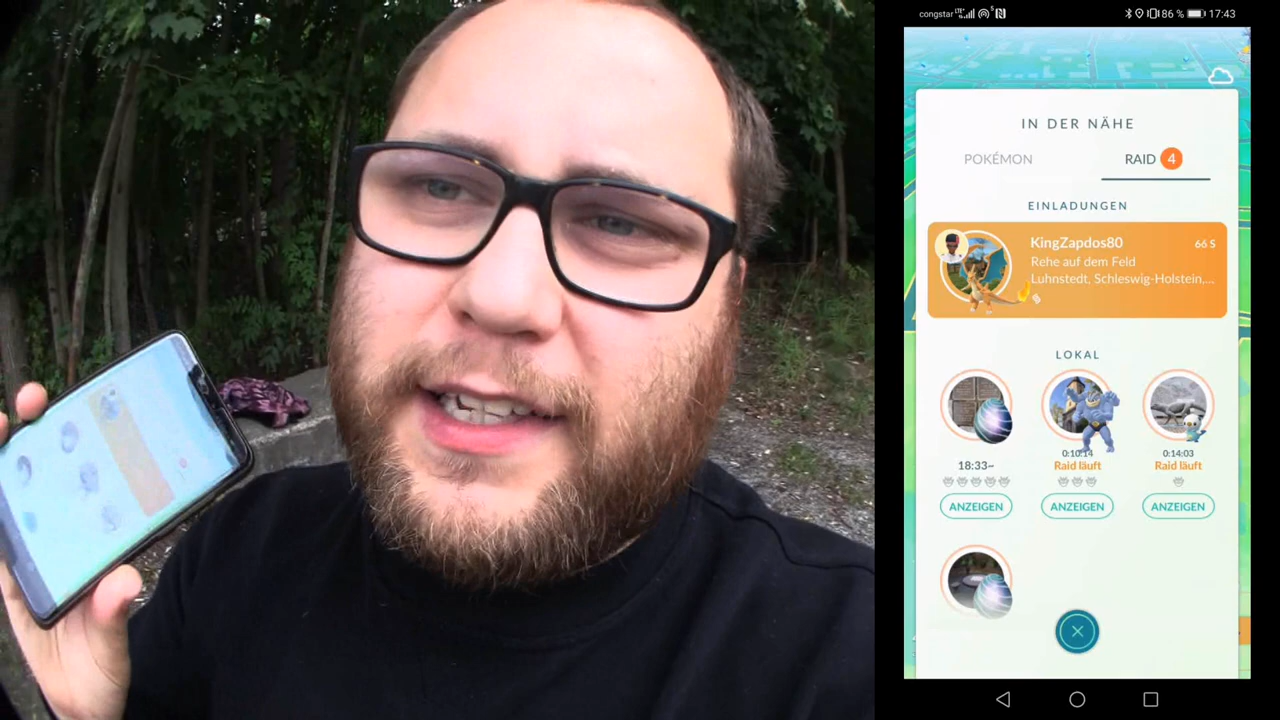 congstar
86 %
17:43
IN DER NÄHE
POKÉMON
RAID 4
EINLADUNGEN
KingZapdos80
66 S
Rehe auf dem Feld
Luhnstedt, Schleswig-Holstein,...
LOKAL
0:10:14
0:14:03
18:33~
Raid läuft
Raid läuft
ANZEIGEN
ANZEIGEN
ANZEIGEN